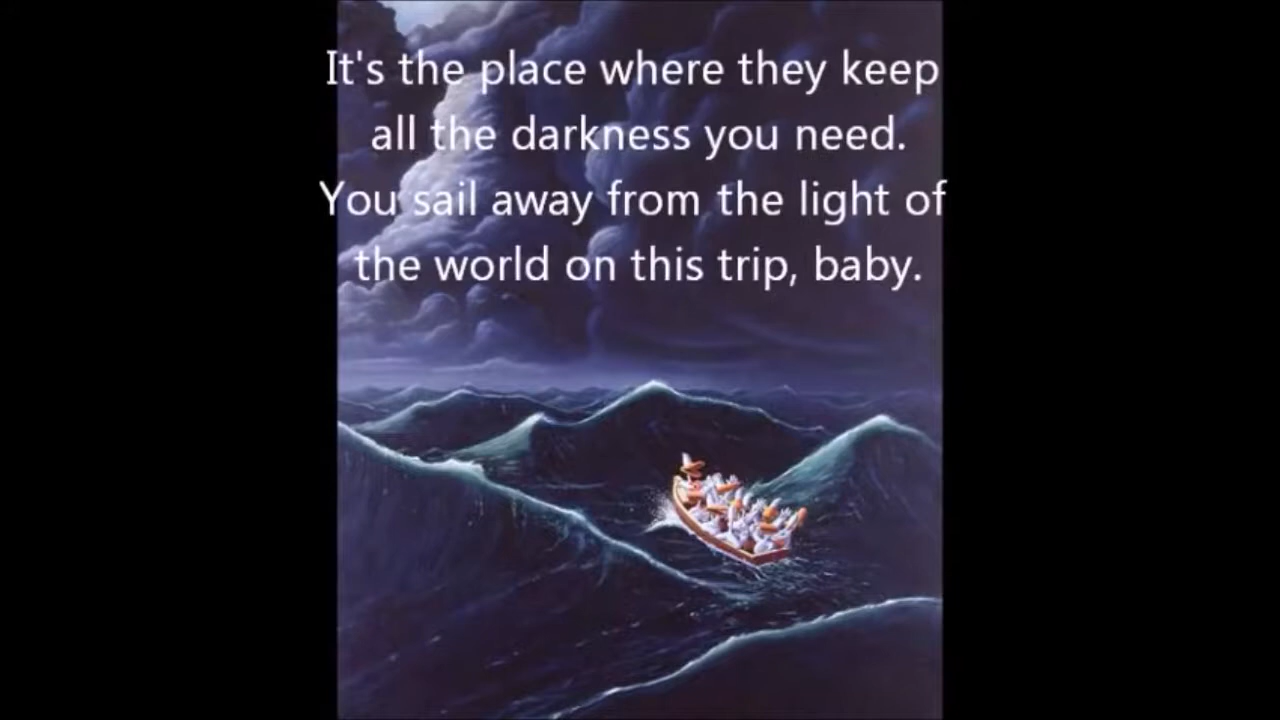 It's the place where they keep
all the darkness you need.
You sail away from the light of
the world on this trip, baby.